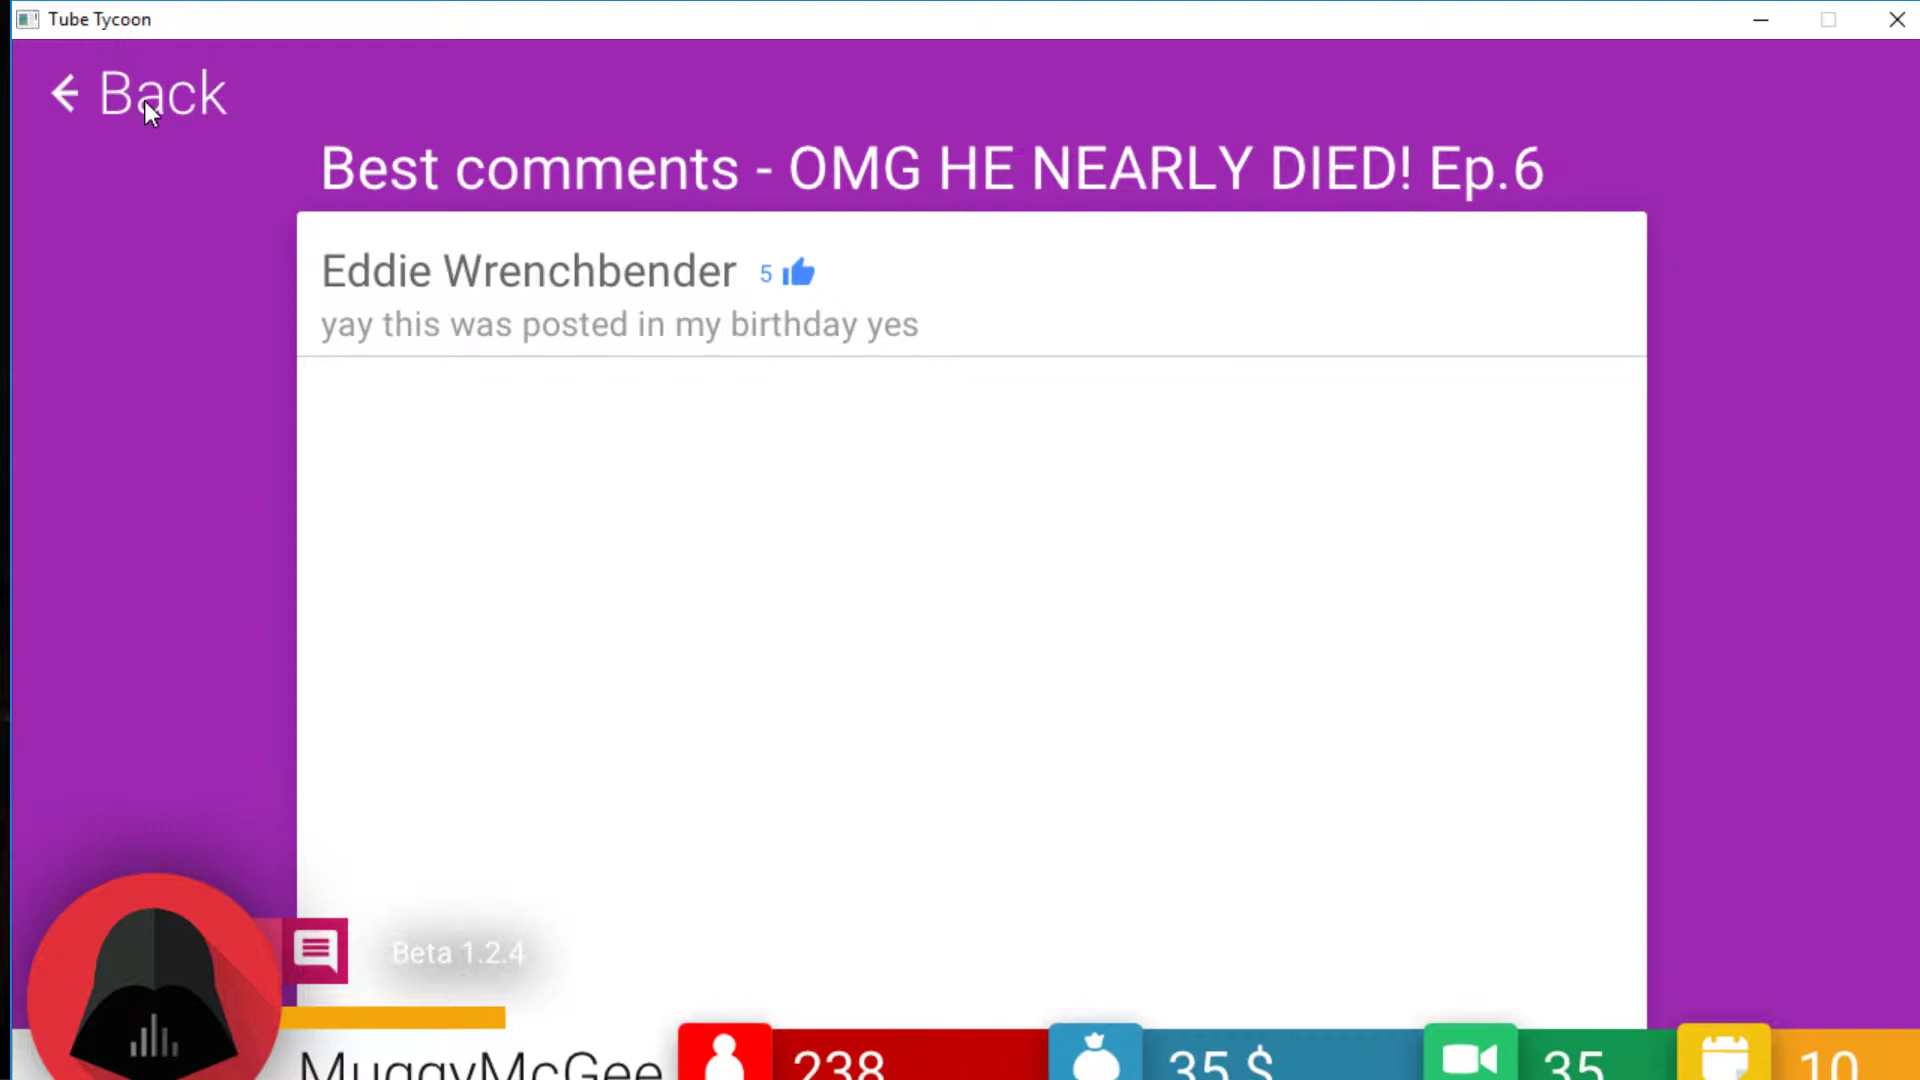 Tube Tycoon
Back
Best comments - OMG HE NEARLY DIED! Ep.6
Eddie Wrenchbender 5
yay this was posted in my birthday yes
Beta 1.2.4
MuggyMcGee 238 35 $ 35 10